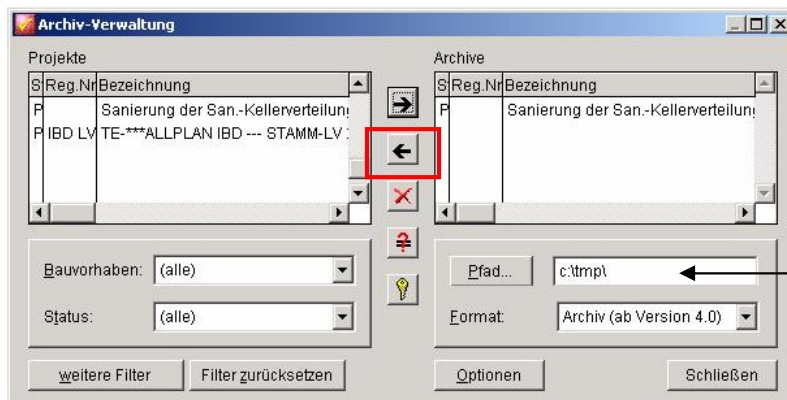 Archiv-Verwaltung
Projekte
S Reg.Nr Bezeichnung
P Sanierung der San.-Kellerverteilung
P IBD LV TE-***ALLPLAN IBD --- STAMM-LV
Bauvorhaben: (alle)
Status: (alle)
weitere Filter Filter zurücksetzen
Archive
S Reg.Nr Bezeichnung
P Sanierung der San.-Kellerverteilung
Pfad... c:\tmp\
Format: Archiv (ab Version 4.0)
Optionen Schließen